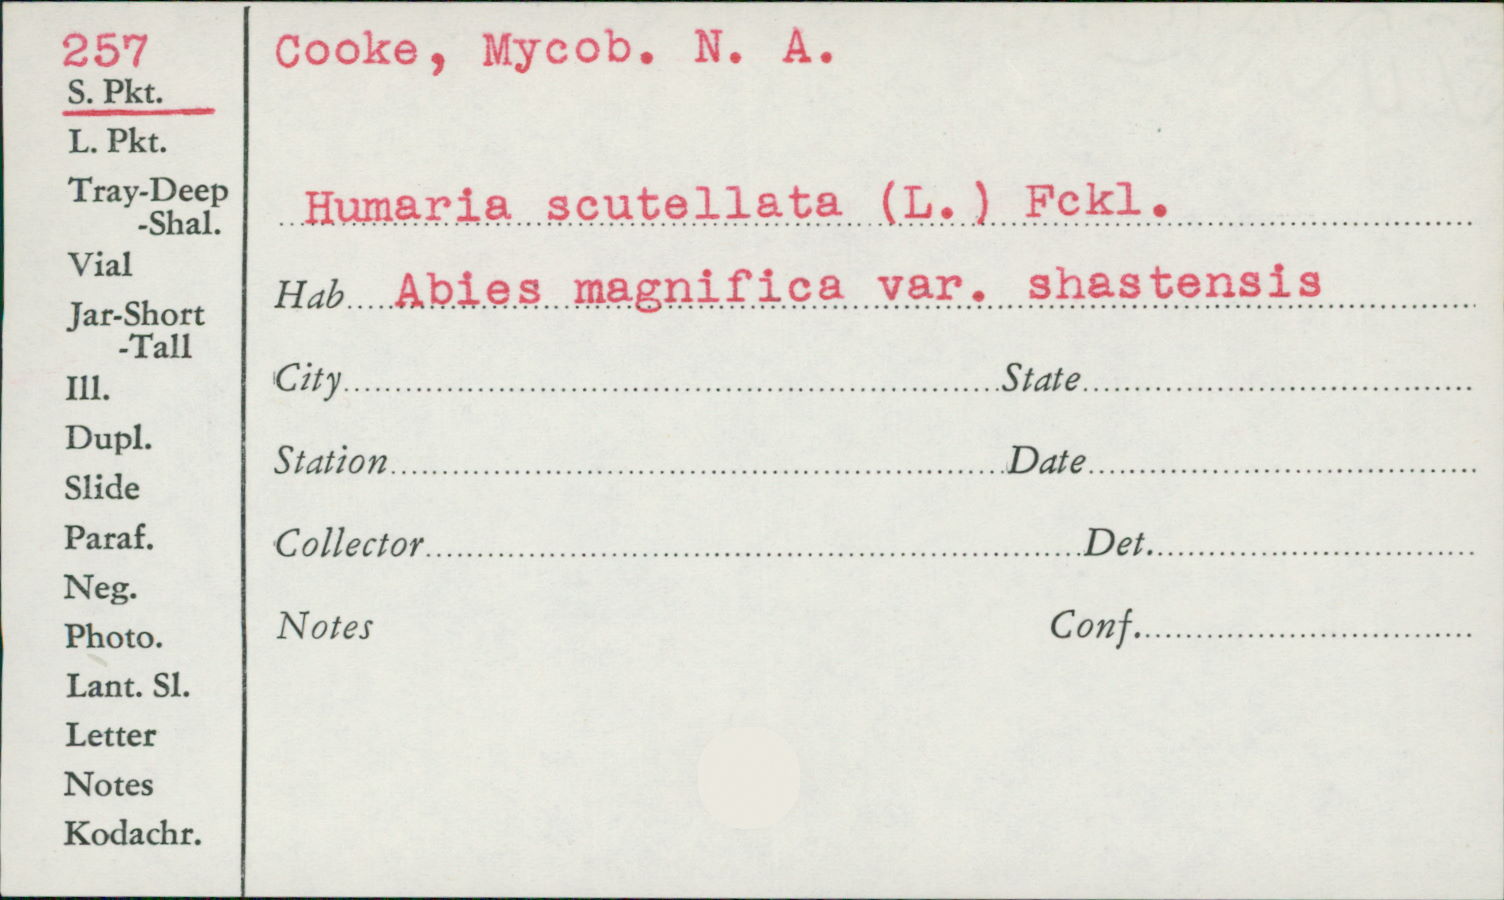 257
S. Pkt.
L. Pkt.
Tray-Deep
-Shal.
Vial
Jar-Short
-Tall
Ill.
Dupl.
Slide
Paraf.
Neg.
Photo.
Lant. Sl.
Letter
Notes
Kodachr.
Cooke, Mycob. N. A.
Humaria scutellata (L.) Fckl.
Hab. Abies magnifica var. shastensis
City State
Station Date
Collector Det.
Notes Conf.